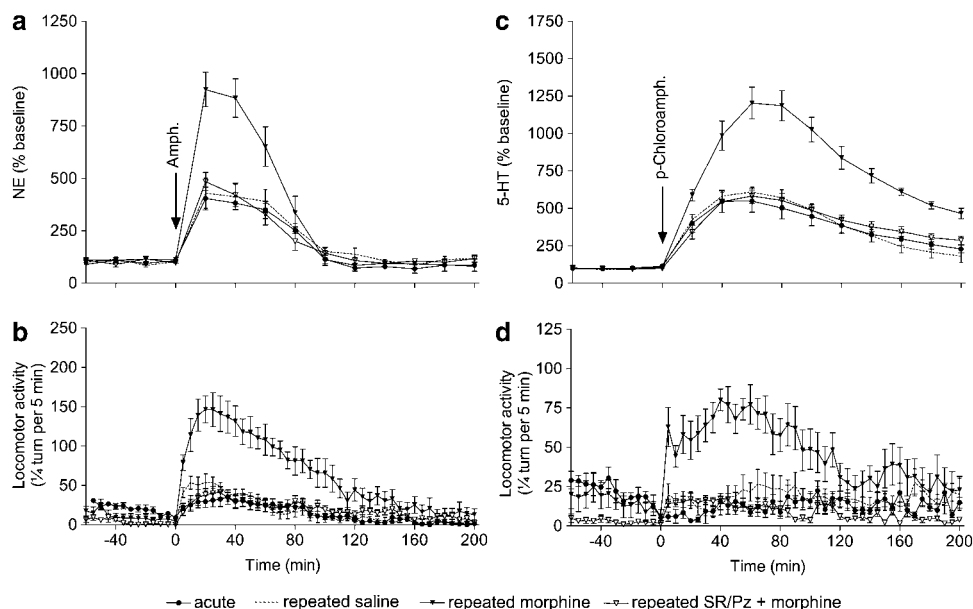 a
1250
1000
750
500
250
0
NE (% baseline)
Amph.
c
1750
1500
1250
1000
750
500
250
0
5-HT (% baseline)
p-Chloroamph.
b
250
200
150
100
50
0
Locomotor activity
(¼ turn per 5 min)
-40 0 40 80 120 160 200
Time (min)
d
125
100
75
50
25
0
Locomotor activity
(¼ turn per 5 min)
-40 0 40 80 120 160 200
Time (min)
acute repeated saline repeated morphine repeated SR/Pz + morphine